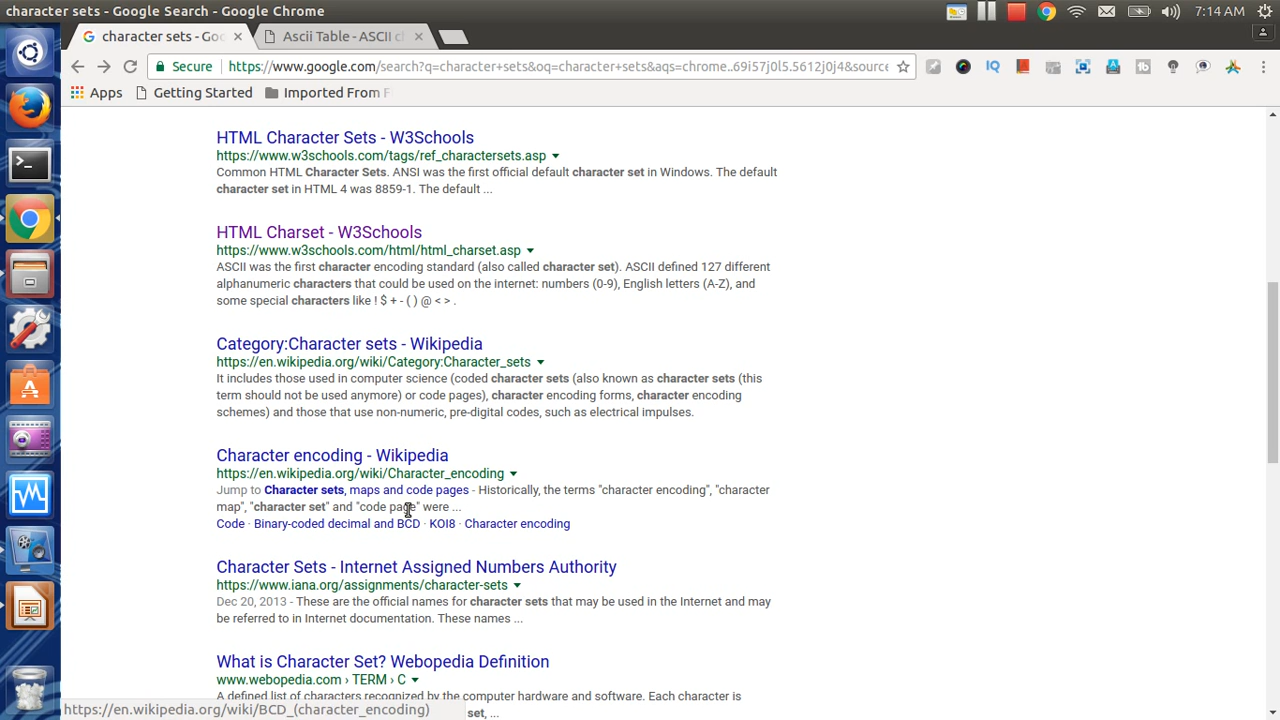 character sets - Google Search - Google Chrome
7:14 AM
character sets - Goo
Ascii Table - ASCII c
Secure
https://www.google.com/search?q=character+sets&oq=character+sets&aqs=chrome..69i57j0l5.5612j0j4&source
Apps
Getting Started
Imported From F
HTML Character Sets - W3Schools
https://www.w3schools.com/tags/ref_charactersets.asp
Common HTML Character Sets. ANSI was the first official default character set in Windows. The default
character set in HTML 4 was 8859-1. The default ...
HTML Charset - W3Schools
https://www.w3schools.com/html/html_charset.asp
ASCII was the first character encoding standard (also called character set). ASCII defined 127 different
alphanumeric characters that could be used on the internet: numbers (0-9), English letters (A-Z), and
some special characters like ! $ + - ( ) @ < > .
Category:Character sets - Wikipedia
https://en.wikipedia.org/wiki/Category:Character_sets
It includes those used in computer science (coded character sets (also known as character sets (this
term should not be used anymore) or code pages), character encoding forms, character encoding
schemes) and those that use non-numeric, pre-digital codes, such as electrical impulses.
Character encoding - Wikipedia
https://en.wikipedia.org/wiki/Character_encoding
Jump to Character sets, maps and code pages - Historically, the terms "character encoding", "character
map", "character set" and "code page" were ...
Code · Binary-coded decimal and BCD · KOI8 · Character encoding
Character Sets - Internet Assigned Numbers Authority
https://www.iana.org/assignments/character-sets
Dec 20, 2013 - These are the official names for character sets that may be used in the Internet and may
be referred to in Internet documentation. These names ...
What is Character Set? Webopedia Definition
www.webopedia.com › TERM › C
A defined list of characters recognized by the computer hardware and software. Each character is
set, ...
https://en.wikipedia.org/wiki/BCD_(character_encoding)